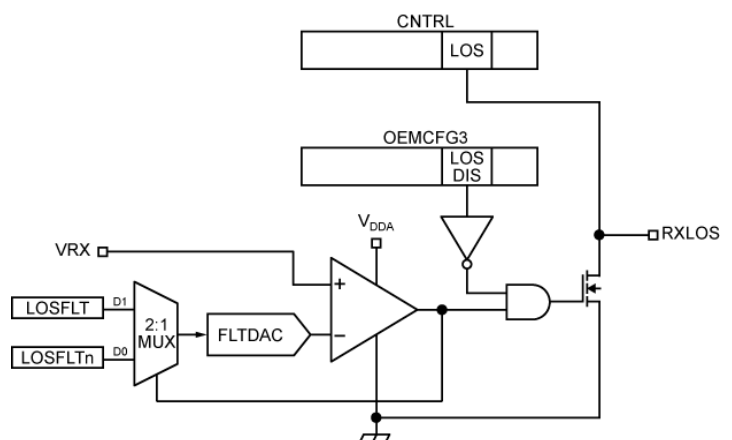 CNTRL
LOS
OEMCFG3
LOS
DIS
VDDA
VRX
RXLOS
+
LOSFLT
D1
2:1
MUX
FLTDAC
–
LOSFLTn
D0